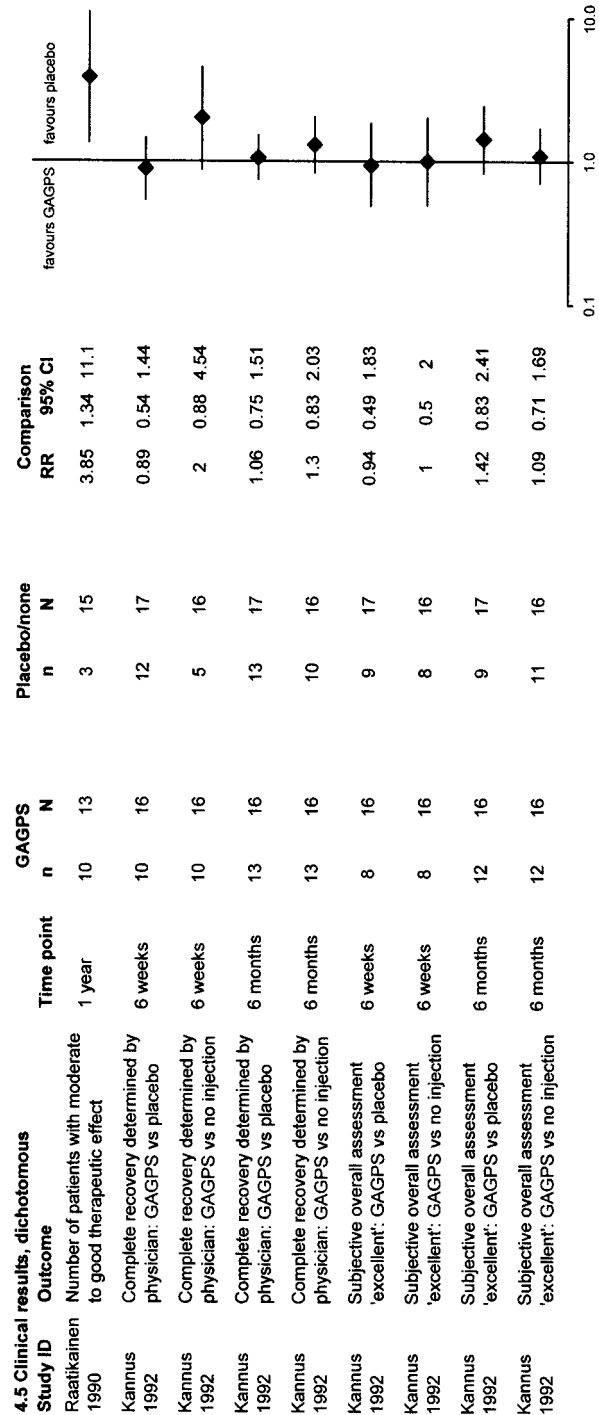 4.5 Clinical results, dichotomous GAGPS Placebo/none Comparison
Study ID Outcome Time point n N n N RR 95% CI favours GAGPS favours placebo
Raatikainen Number of patients with moderate 1 year 10 13 3 15 3.85 1.34 11.1
1990 to good therapeutic effect
Kannus Complete recovery determined by 6 weeks 10 16 12 17 0.89 0.54 1.44
1992 physician: GAGPS vs placebo
Kannus Complete recovery determined by 6 weeks 10 16 5 16 2 0.88 4.54
1992 physician: GAGPS vs no injection
Kannus Complete recovery determined by 6 months 13 16 13 17 1.06 0.75 1.51
1992 physician: GAGPS vs placebo
Kannus Complete recovery determined by 6 months 13 16 10 16 1.3 0.83 2.03
1992 physician: GAGPS vs no injection
Kannus Subjective overall assessment 6 weeks 8 16 9 17 0.94 0.49 1.83
1992 'excellent': GAGPS vs placebo
Kannus Subjective overall assessment 6 weeks 8 16 8 16 1 0.5 2
1992 'excellent': GAGPS vs no injection
Kannus Subjective overall assessment 6 months 12 16 9 17 1.42 0.83 2.41
1992 'excellent': GAGPS vs placebo
Kannus Subjective overall assessment 6 months 12 16 11 16 1.09 0.71 1.69
1992 'excellent': GAGPS vs no injection
0.1 1.0 10.0